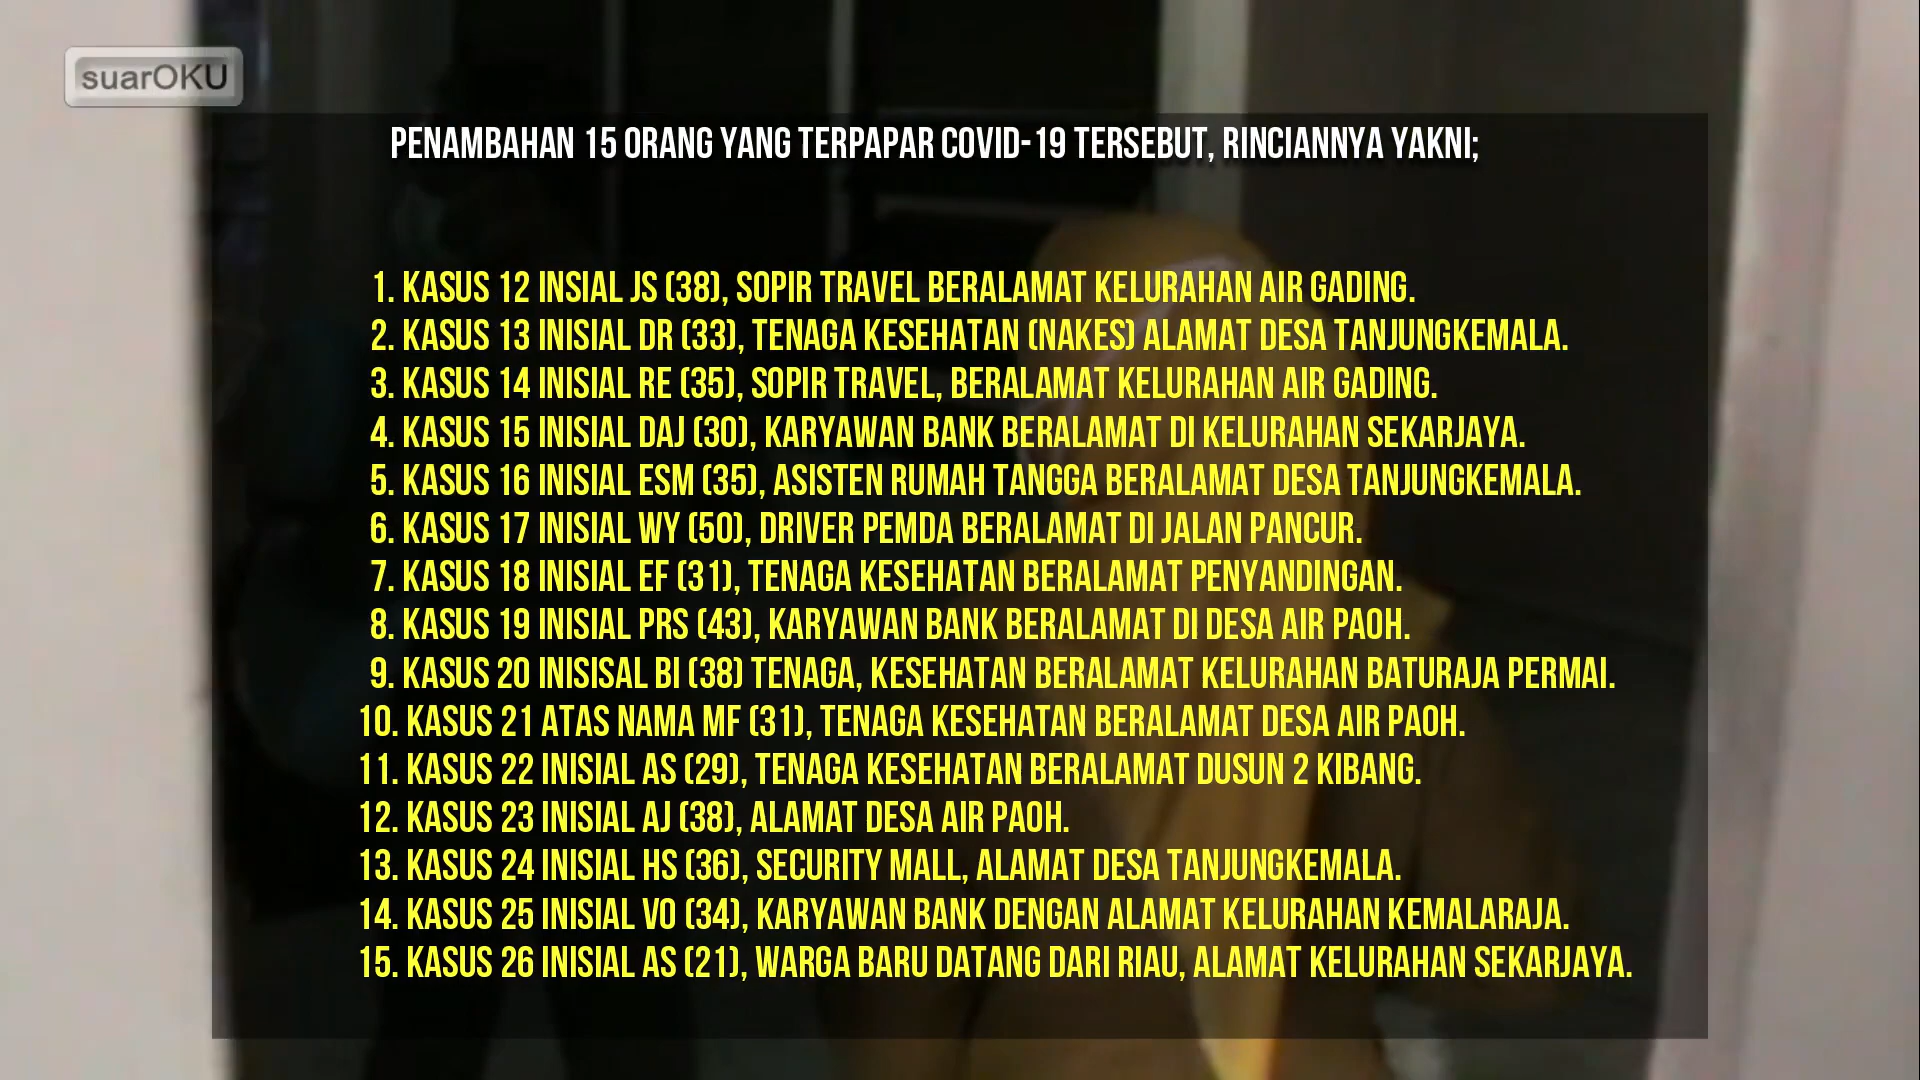 suarOKU
PENAMBAHAN 15 ORANG YANG TERPAPAR COVID-19 TERSEBUT, RINCIANNYA YAKNI;
1. KASUS 12 INSIAL JS (38), SOPIR TRAVEL BERALAMAT KELURAHAN AIR GADING.
2. KASUS 13 INISIAL DR (33), TENAGA KESEHATAN (NAKES) ALAMAT DESA TANJUNGKEMALA.
3. KASUS 14 INISIAL RE (35), SOPIR TRAVEL, BERALAMAT KELURAHAN AIR GADING.
4. KASUS 15 INISIAL DAJ (30), KARYAWAN BANK BERALAMAT DI KELURAHAN SEKARJAYA.
5. KASUS 16 INISIAL ESM (35), ASISTEN RUMAH TANGGA BERALAMAT DESA TANJUNGKEMALA.
6. KASUS 17 INISIAL WY (50), DRIVER PEMDA BERALAMAT DI JALAN PANCUR.
7. KASUS 18 INISIAL EF (31), TENAGA KESEHATAN BERALAMAT PENYANDINGAN.
8. KASUS 19 INISIAL PRS (43), KARYAWAN BANK BERALAMAT DI DESA AIR PAOH.
9. KASUS 20 INISISAL BI (38) TENAGA, KESEHATAN BERALAMAT KELURAHAN BATURAJA PERMAI.
10. KASUS 21 ATAS NAMA MF (31), TENAGA KESEHATAN BERALAMAT DESA AIR PAOH.
11. KASUS 22 INISIAL AS (29), TENAGA KESEHATAN BERALAMAT DUSUN 2 KIBANG.
12. KASUS 23 INISIAL AJ (38), ALAMAT DESA AIR PAOH.
13. KASUS 24 INISIAL HS (36), SECURITY MALL, ALAMAT DESA TANJUNGKEMALA.
14. KASUS 25 INISIAL VO (34), KARYAWAN BANK DENGAN ALAMAT KELURAHAN KEMALARAJA.
15. KASUS 26 INISIAL AS (21), WARGA BARU DATANG DARI RIAU, ALAMAT KELURAHAN SEKARJAYA.